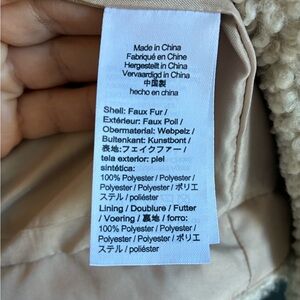 Made in China
Fabriqué en Chine
Hergestellt in China
Vervaardigd in China
中国製
hecho en china
Shell: Faux Fur /
Extérieur: Faux Poil /
Obermaterial: Webpelz /
Buitenkant: Kunstbont /
表地:フェイクファー /
tela exterior: piel
sintética:
100% Polyester / Polyester /
Polyester / Polyester / ポリエ
ステル / poliéster
Lining / Doublure / Futter
/ Voering / 裏地 / forro:
100% Polyester / Polyester /
Polyester / Polyester / ポリエ
ステル / poliéster